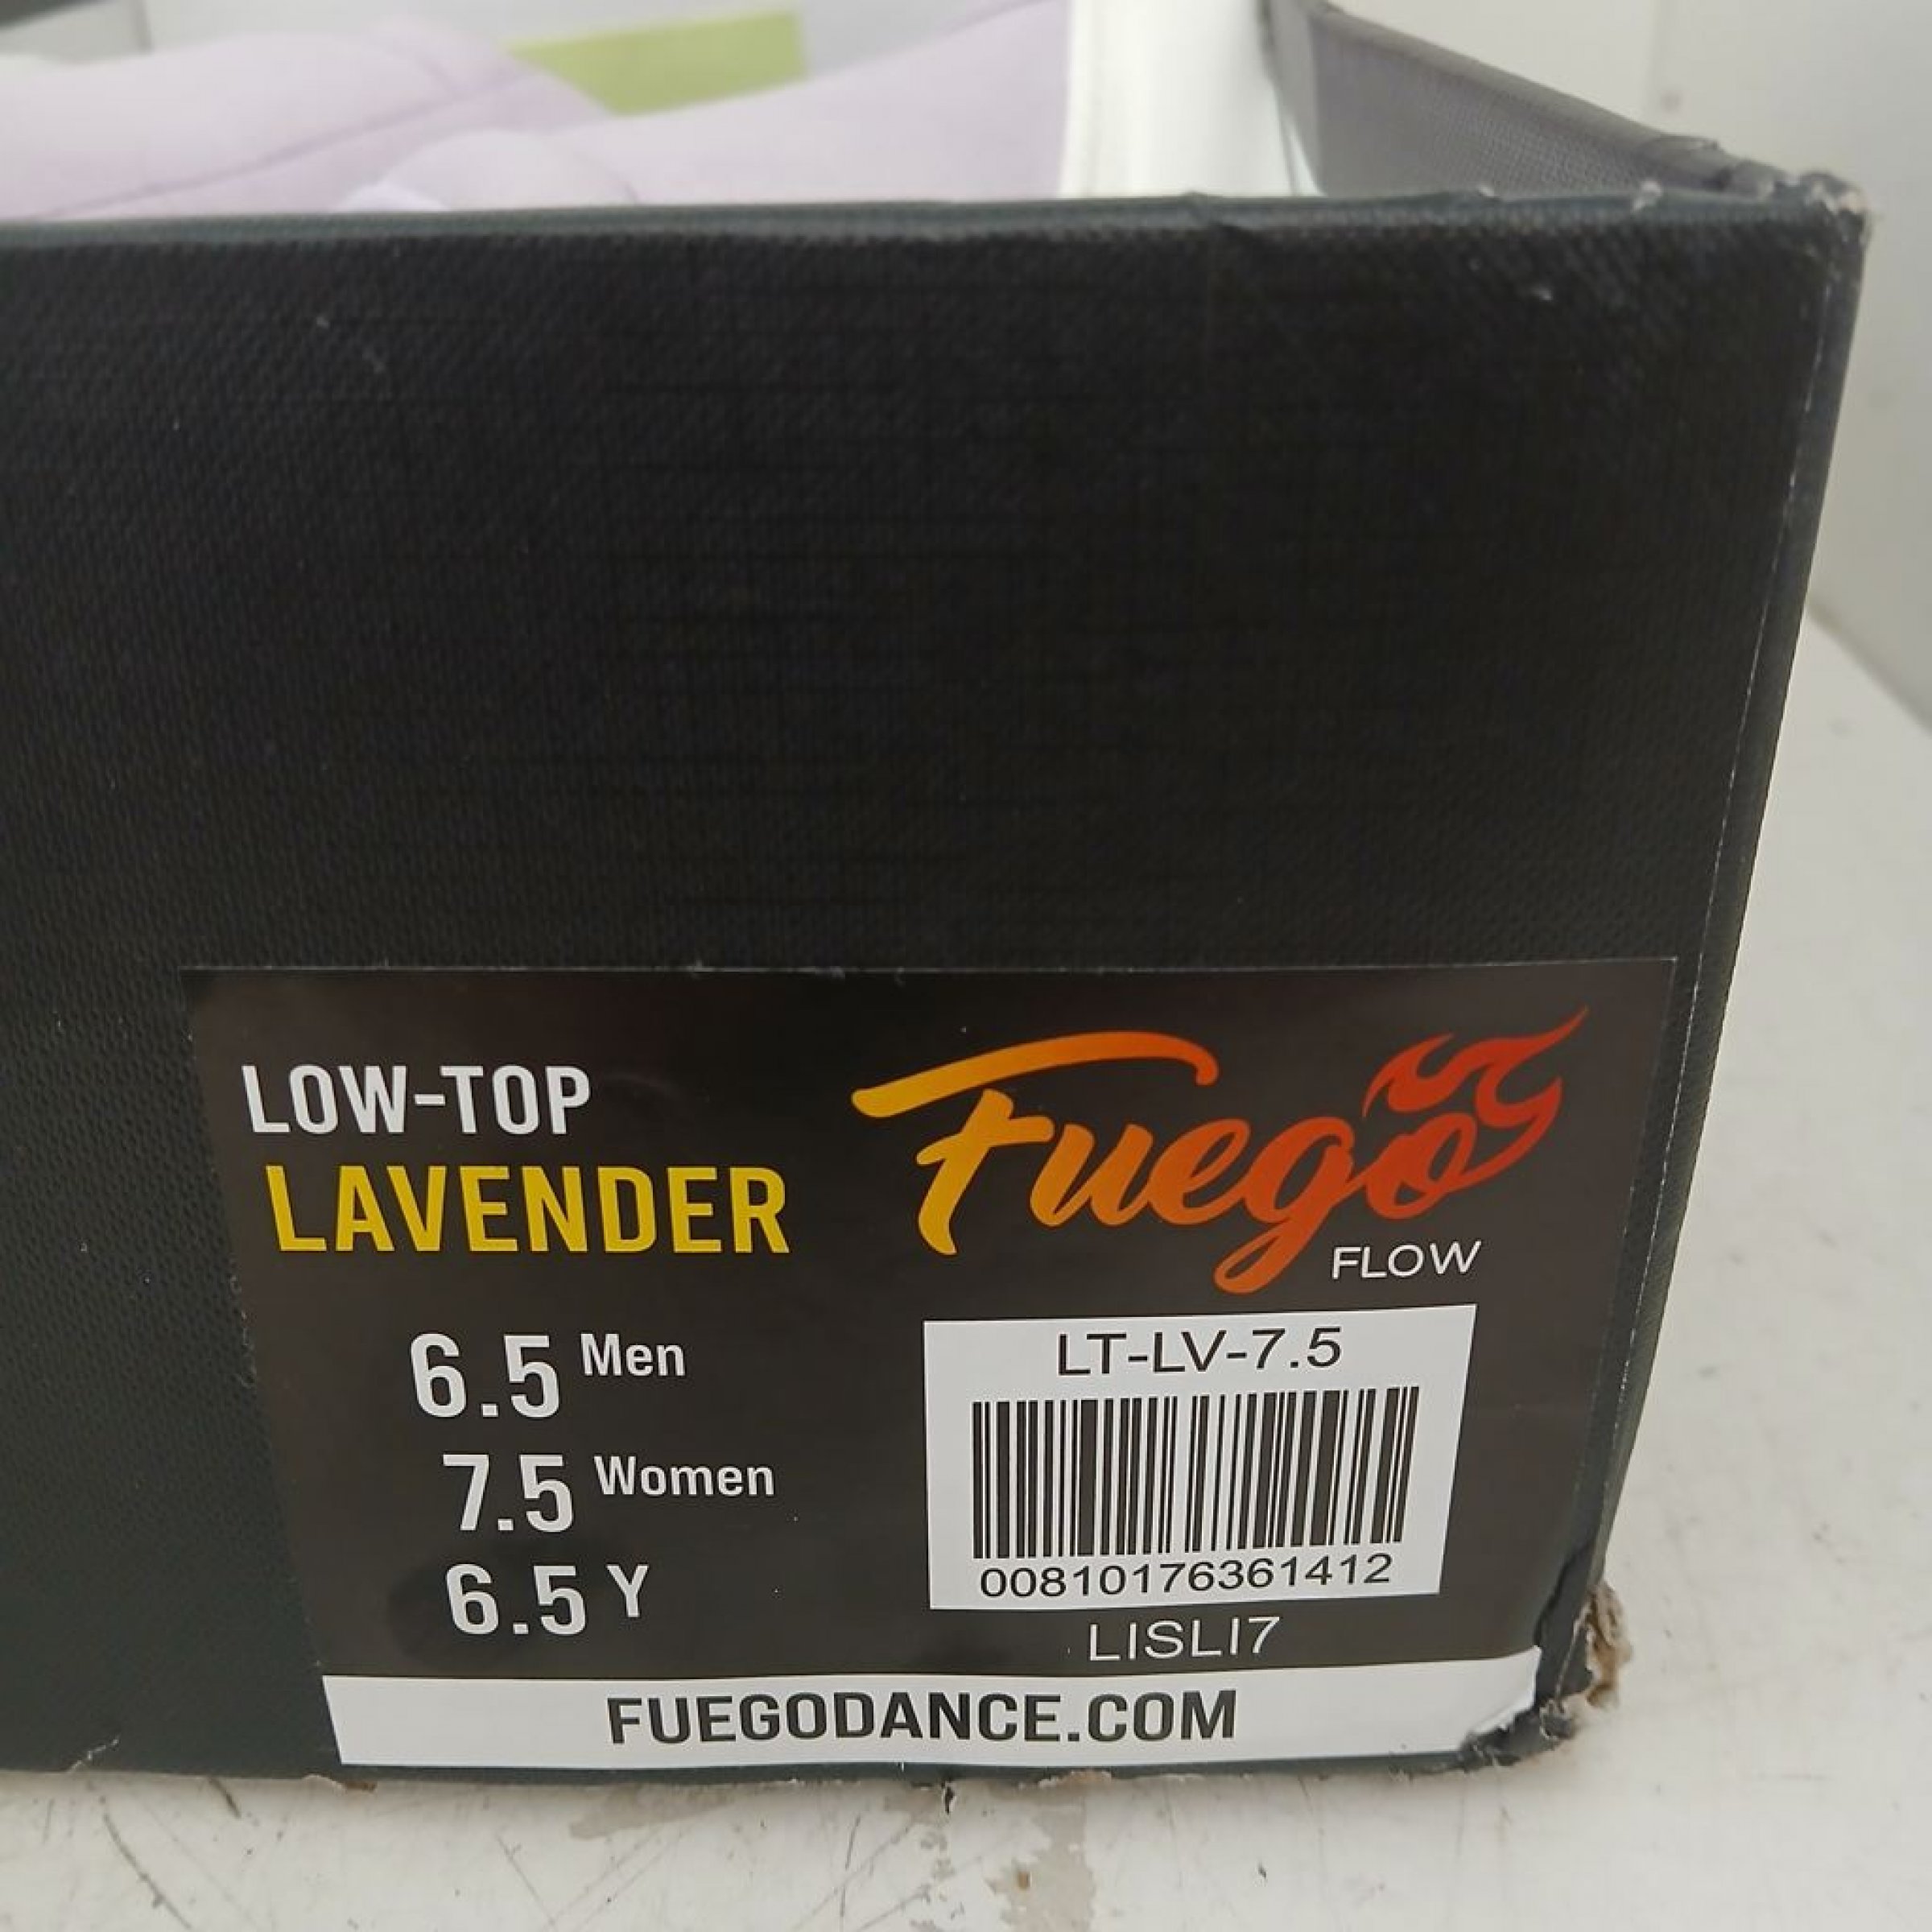 LOW-TOP
LAVENDER
Fuego
FLOW
6.5 Men
7.5 Women
6.5 Y
LT-LV-7.5
00810176361412
LISLI7
FUEGODANCE.COM